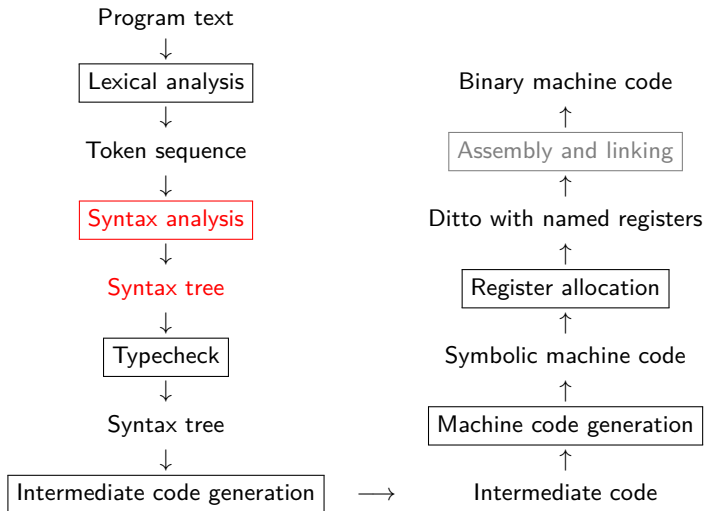 Program text
Lexical analysis
Token sequence
Syntax analysis
Syntax tree
Typecheck
Syntax tree
Intermediate code generation
Intermediate code
Machine code generation
Symbolic machine code
Register allocation
Ditto with named registers
Assembly and linking
Binary machine code